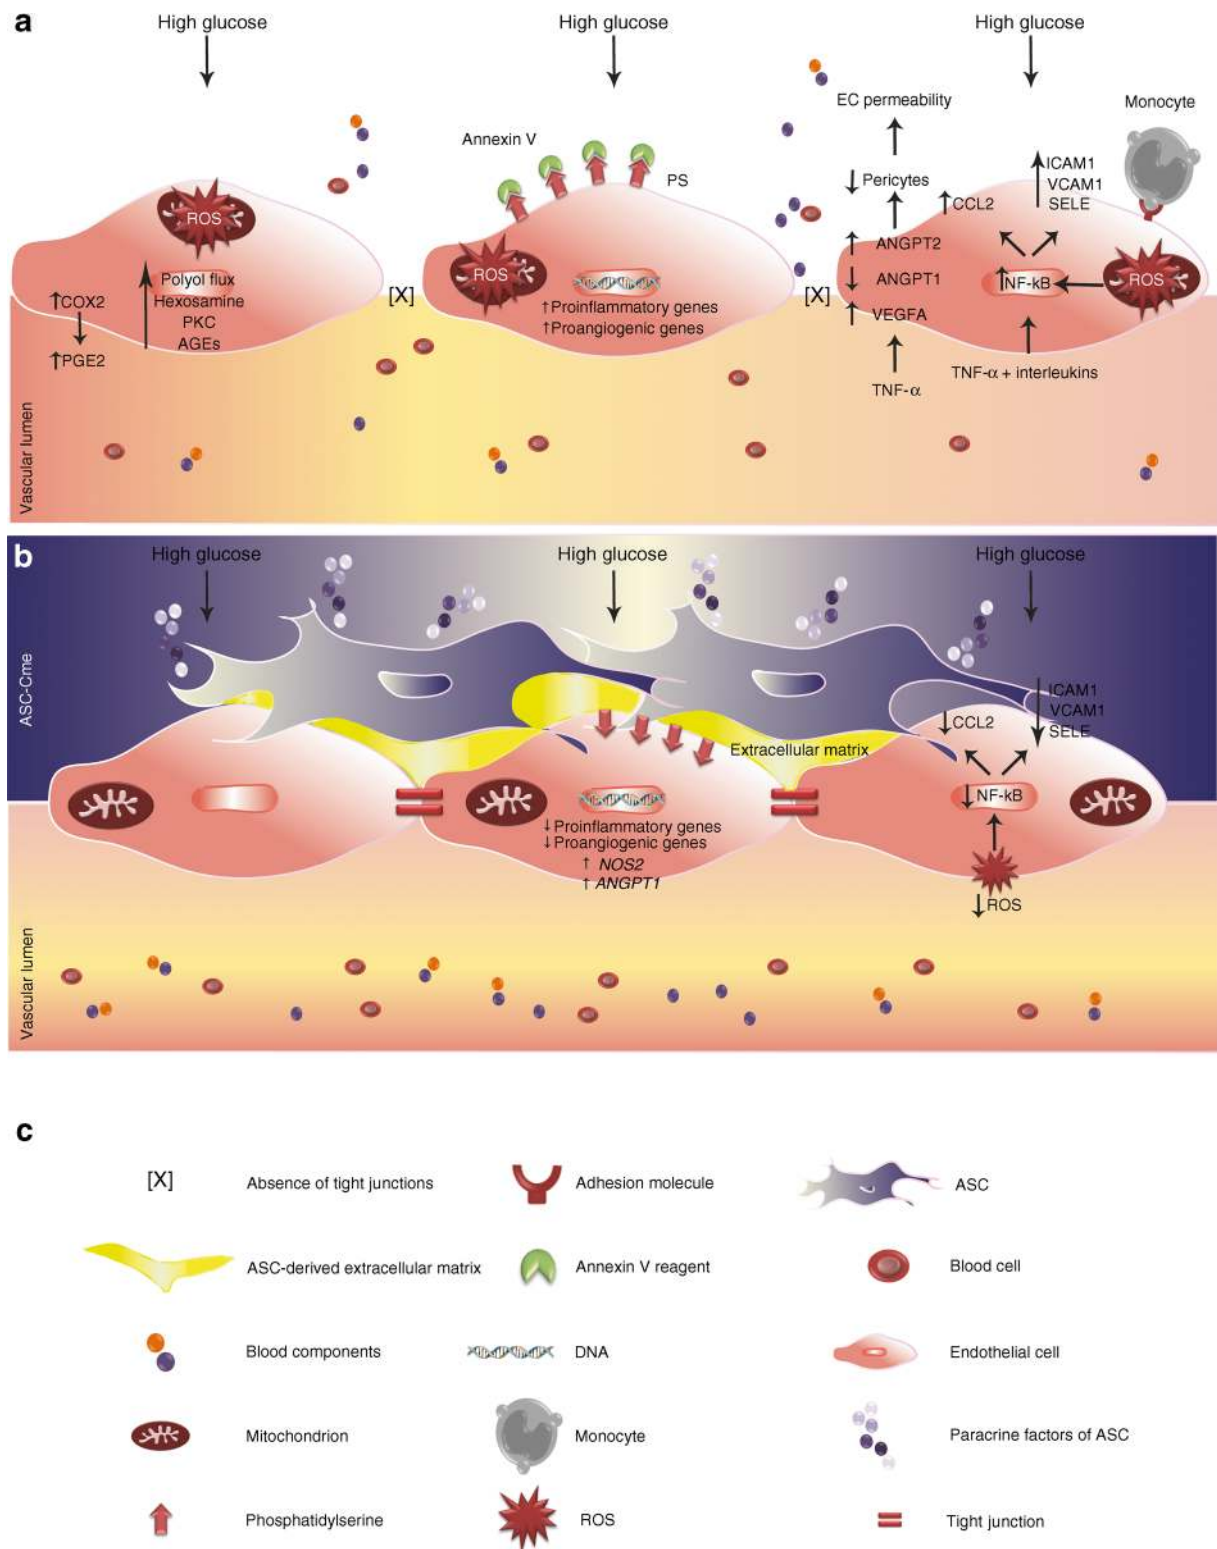 a
High glucose
High glucose
High glucose
EC permeability
Monocyte
Annexin V
PS
ICAM1
VCAM1
SELE
↓ Pericytes
↑CCL2
ROS
ROS
ROS
↑ ANGPT2
↓ ANGPT1
↑ VEGFA
↑NF-kB
Polyol flux
Hexosamine
PKC
AGEs
↑COX2
↑PGE2
[X]
[X]
↑Proinflammatory genes
↑Proangiogenic genes
TNF-α
TNF-α + interleukins
Vascular lumen
b
High glucose
High glucose
High glucose
ASC-Cme
ICAM1
VCAM1
SELE
↓CCL2
Extracellular matrix
↓NF-kB
↓Proinflammatory genes
↓Proangiogenic genes
↑ NOS2
↑ ANGPT1
↓ROS
Vascular lumen
c
[X] Absence of tight junctions
Adhesion molecule
ASC
ASC-derived extracellular matrix
Annexin V reagent
Blood cell
Blood components
DNA
Endothelial cell
Mitochondrion
Monocyte
Paracrine factors of ASC
Phosphatidylserine
ROS
Tight junction